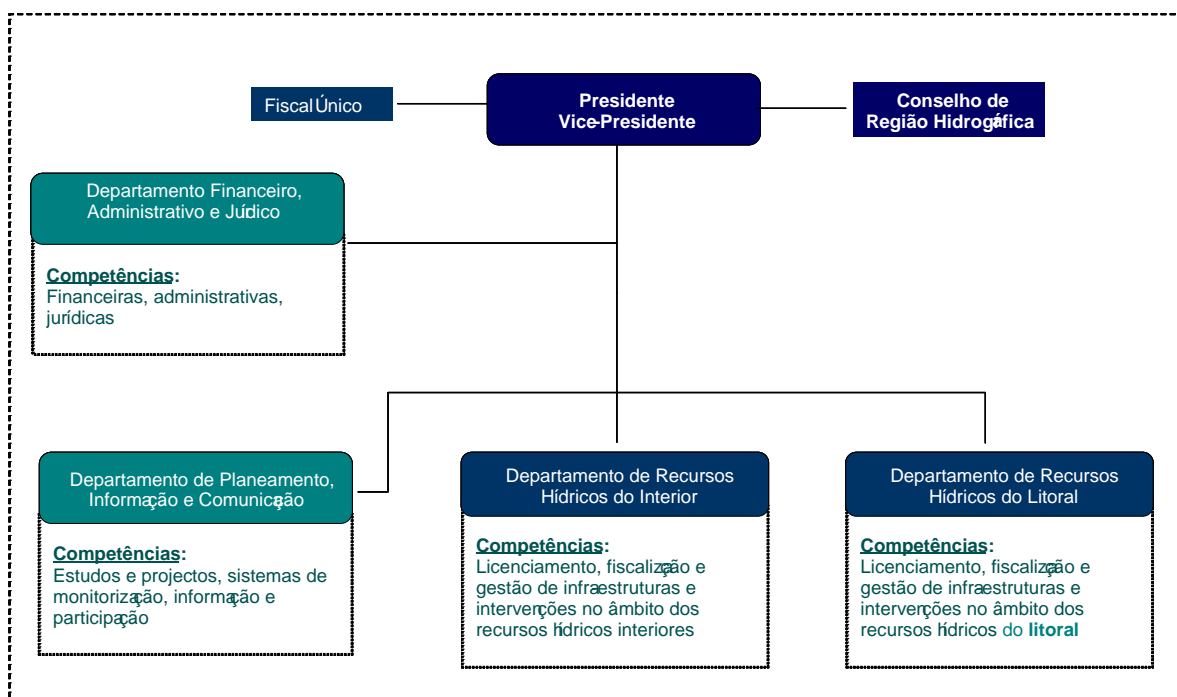 Fiscal Único
Presidente
Vice-Presidente
Conselho de
Região Hidrográfica
Departamento Financeiro,
Administrativo e Jurídico
Competências:
Financeiras, administrativas,
jurídicas
Departamento de Planeamento,
Informação e Comunicação
Competências:
Estudos e projectos, sistemas de
monitorização, informação e
participação
Departamento de Recursos
Hídricos do Interior
Competências:
Licenciamento, fiscalização e
gestão de infraestruturas e
intervenções no âmbito dos
recursos hídricos interiores
Departamento de Recursos
Hídricos do Litoral
Competências:
Licenciamento, fiscalização e
gestão de infraestruturas e
intervenções no âmbito dos
recursos hídricos do litoral